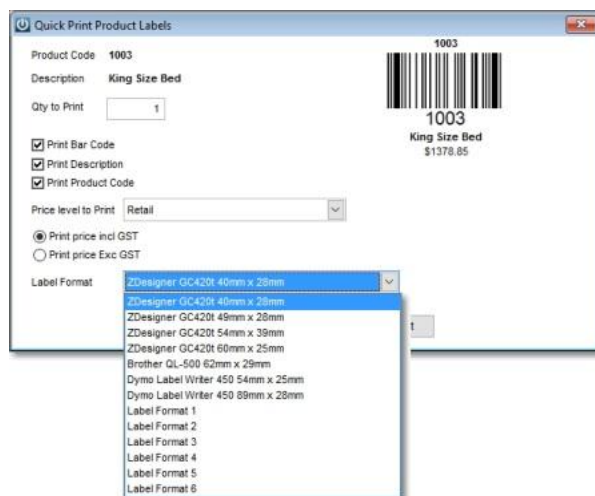 Quick Print Product Labels
Product Code 1003
Description King Size Bed
Qty to Print 1
Print Bar Code
Print Description
Print Product Code
Price level to Print Retail
Print price incl GST
Print price Exc GST
Label Format ZDesigner GC420t 40mm x 28mm
ZDesigner GC420t 40mm x 28mm
ZDesigner GC420t 49mm x 28mm
ZDesigner GC420t 54mm x 39mm
ZDesigner GC420t 60mm x 25mm
Brother QL-500 62mm x 29mm
Dymo Label Writer 450 54mm x 25mm
Dymo Label Writer 450 89mm x 28mm
Label Format 1
Label Format 2
Label Format 3
Label Format 4
Label Format 5
Label Format 6
1003
1003
King Size Bed
$1378.85